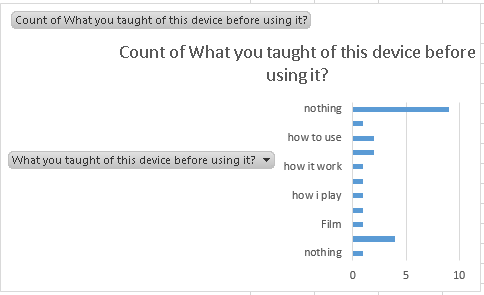 Count of What you taught of this device before using it?
Count of What you taught of this device before
using it?
nothing
how to use
What you taught of this device before using it?
how it work
how i play
Film
nothing
0 5 10